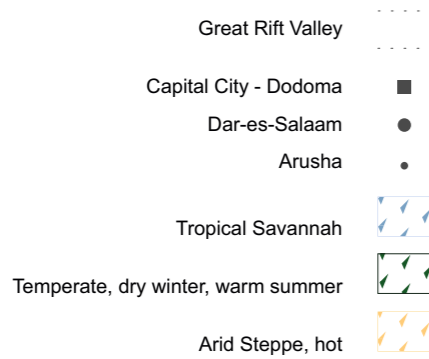 Great Rift Valley
Capital City - Dodoma
Dar-es-Salaam
Arusha
Tropical Savannah
Temperate, dry winter, warm summer
Arid Steppe, hot